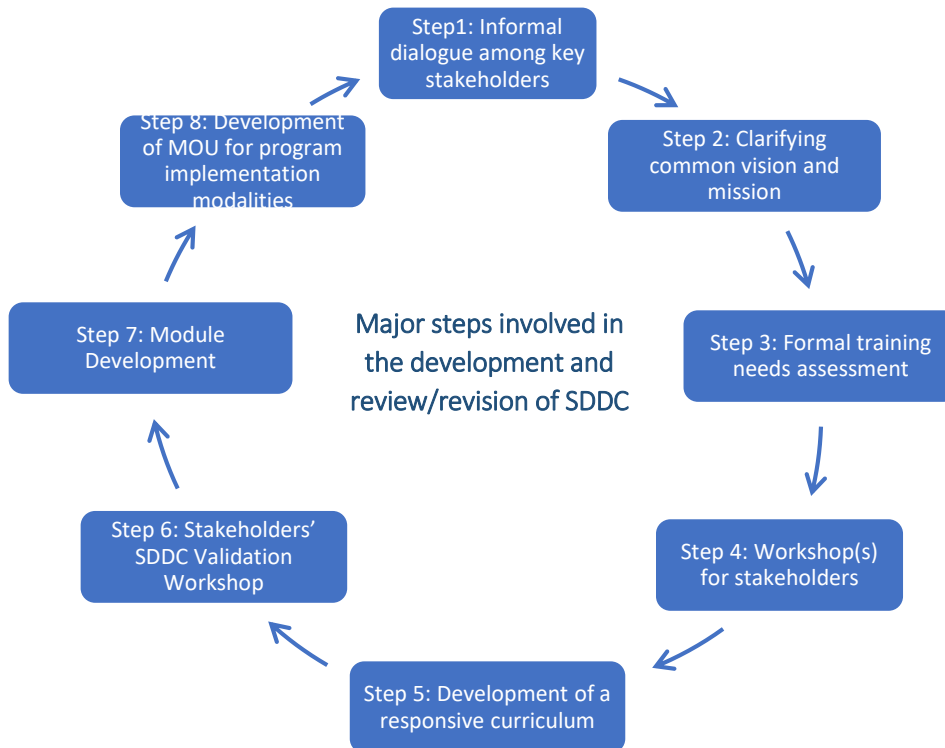 Step1: Informal
dialogue among key
stakeholders
Step 2: Clarifying
common vision and
mission
Step 3: Formal training
needs assessment
Step 4: Workshop(s)
for stakeholders
Step 5: Development of a
responsive curriculum
Step 6: Stakeholders’
SDDC Validation
Workshop
Step 7: Module
Development
Step 8: Development
of MOU for program
implementation
modalities
Major steps involved in
the development and
review/revision of SDDC